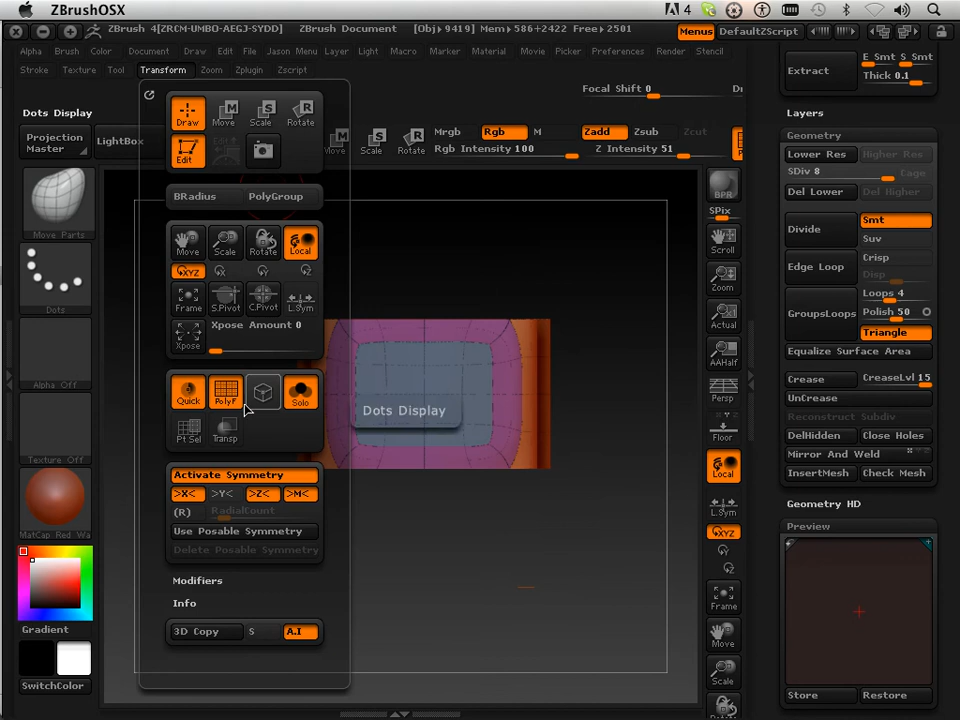 ZBrushOSX
4
ZBrush 4[ZRCM-UMBO-AEGJ-SYDD]
ZBrush Document
[Obj+ 9419] Mem+586+2422 Free+2501
Menus
DefaultZScript
Alpha Brush Color Document Draw Edit File Jason Menu Layer Light Macro Marker Material Movie Picker Preferences Render Stencil
Stroke Texture Tool Transform Zoom Zplugin Zscript
Dots Display
Projection
Master
LightBox
Move Parts
Dots
Alpha Off
Texture Off
MatCap Red Wa
Gradient
SwitchColor
Draw Move Scale Rotate
Edit
BRadius PolyGroup
Move Scale Rotate Local
XYZ X Y Z
Frame S.Pivot C.Pivot L.Sym
Xpose Amount 0
Xpose
Quick PolyF Solo
Pt Sel Transp
Activate Symmetry
>X< >Y< >Z< >M<
(R) RadialCount
Use Posable Symmetry
Delete Posable Symmetry
Modifiers
Info
3D Copy S A.I
Move Scale Rotate
Focal Shift 0
Mrgb Rgb M Zadd Zsub Zcut
Rgb Intensity 100
Z Intensity 51
Dots Display
BPR
SPix
Scroll
Zoom
Actual
AAHalf
Persp
Floor
Local
L.Sym
XYZ
Frame
Move
Scale
Extract
E Smt S Smt
Thick 0.1
Layers
Geometry
Lower Res Higher Res
SDiv 8 Cage
Del Lower Del Higher
Divide
Smt
Suv
Edge Loop
Crisp
Disp
GroupsLoops
Loops 4
Polish 50
Triangle
Equalize Surface Area
Crease CreaseLvl 15
UnCrease
Reconstruct Subdiv
DelHidden Close Holes
Mirror And Weld
InsertMesh Check Mesh
Geometry HD
Preview
Store Restore